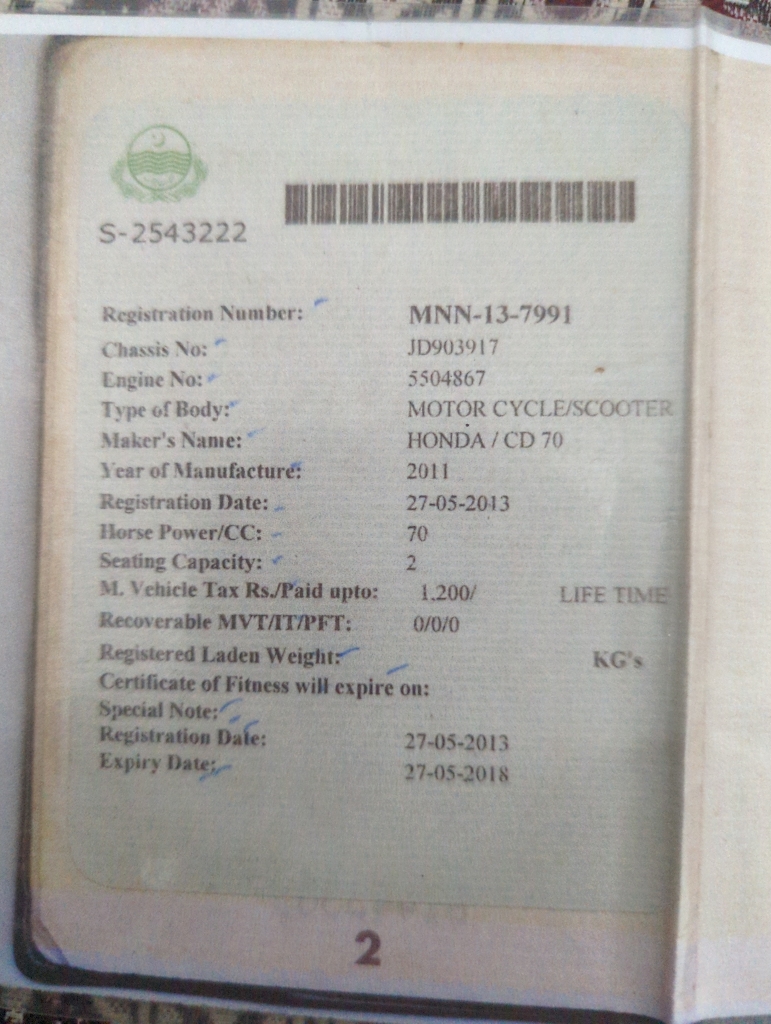 S-2543222
Registration Number: MNN-13-7991
Chassis No: JD903917
Engine No: 5504867
Type of Body: MOTOR CYCLE/SCOOTER
Maker's Name: HONDA / CD 70
Year of Manufacture: 2011
Registration Date: 27-05-2013
Horse Power/CC: 70
Seating Capacity: 2
M. Vehicle Tax Rs./Paid upto: 1,200/ LIFE TIME
Recoverable MVT/IT/PFT: 0/0/0
Registered Laden Weight: KG's
Certificate of Fitness will expire on:
Special Note:
Registration Date: 27-05-2013
Expiry Date: 27-05-2018
2